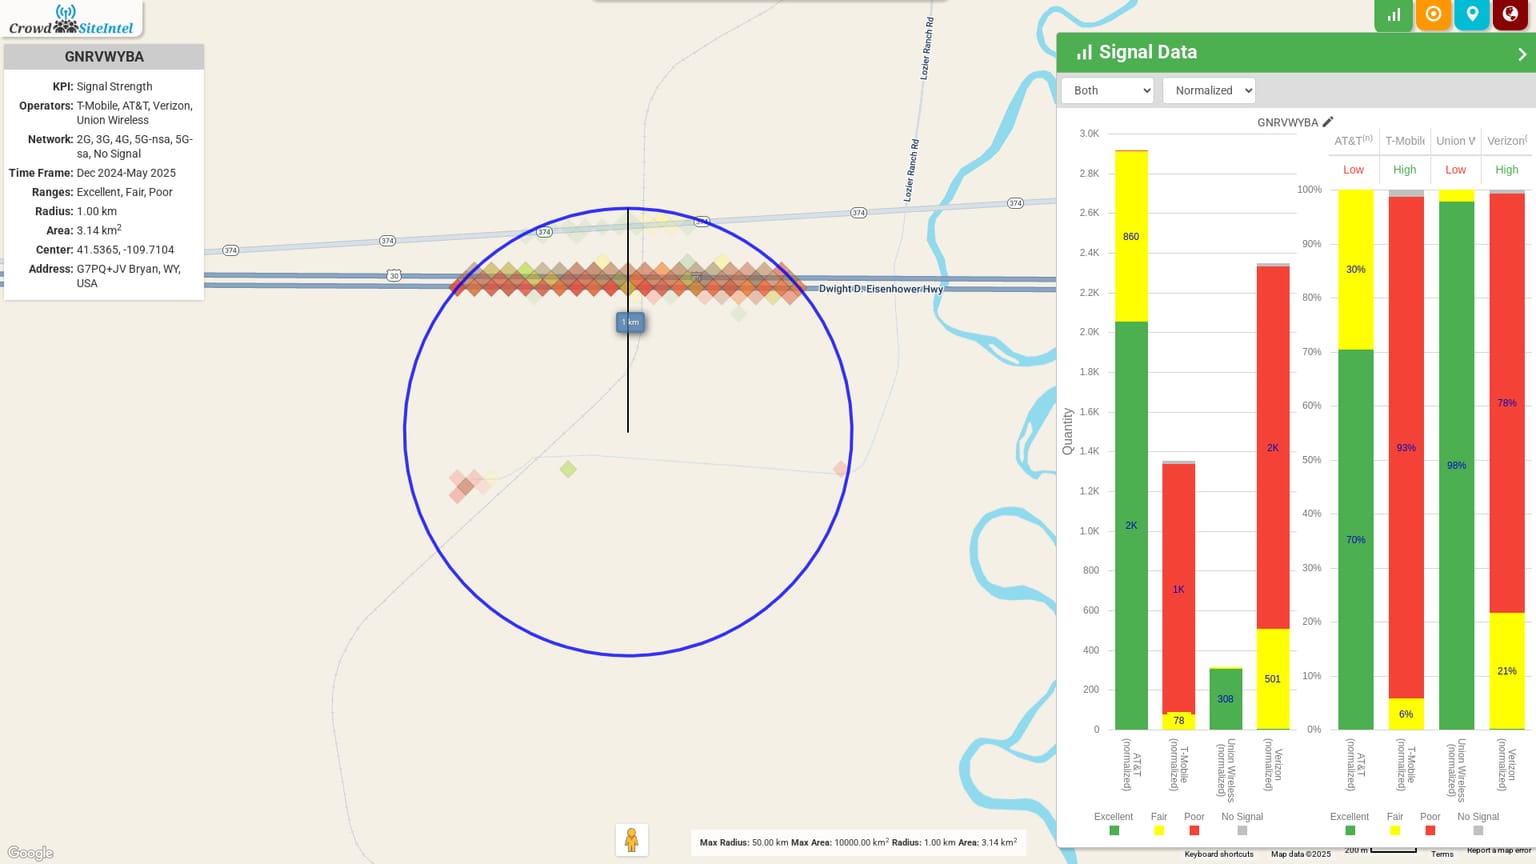 CrowdSiteIntel
GNRVWYBA
KPI: Signal Strength
Operators: T-Mobile, AT&T, Verizon,
Union Wireless
Network: 2G, 3G, 4G, 5G-nsa, 5G-
sa, No Signal
Time Frame: Dec 2024-May 2025
Ranges: Excellent, Fair, Poor
Radius: 1.00 km
Area: 3.14 km²
Center: 41.5365, -109.7104
Address: G7PQ+JV Bryan, WY,
USA
Lozier Ranch Rd
Lozier Ranch Rd
374
374
374
374
374
374
30
Dwight D. Eisenhower Hwy
1 km
Google
Max Radius: 50.00 km Max Area: 10000.00 km² Radius: 1.00 km Area: 3.14 km²
Signal Data
Both
Normalized
GNRVWYBA
Quantity
3.0K
2.8K
2.6K
2.4K
2.2K
2.0K
1.8K
1.6K
1.4K
1.2K
1.0K
800
600
400
200
0
860
2K
1K
78
308
2K
501
AT&T
(normalized)
T-Mobile
(normalized)
Union Wireless
(normalized)
Verizon
(normalized)
Excellent
Fair
Poor
No Signal
AT&T(n)
T-Mobile
Union W
Verizon(
Low
High
Low
High
100%
90%
80%
70%
60%
50%
40%
30%
20%
10%
0%
30%
70%
93%
6%
98%
78%
21%
AT&T
(normalized)
T-Mobile
(normalized)
Union Wireless
(normalized)
Verizon
(normalized)
Excellent
Fair
Poor
No Signal
Keyboard shortcuts
Map data ©2025
200 m
Terms
Report a map error